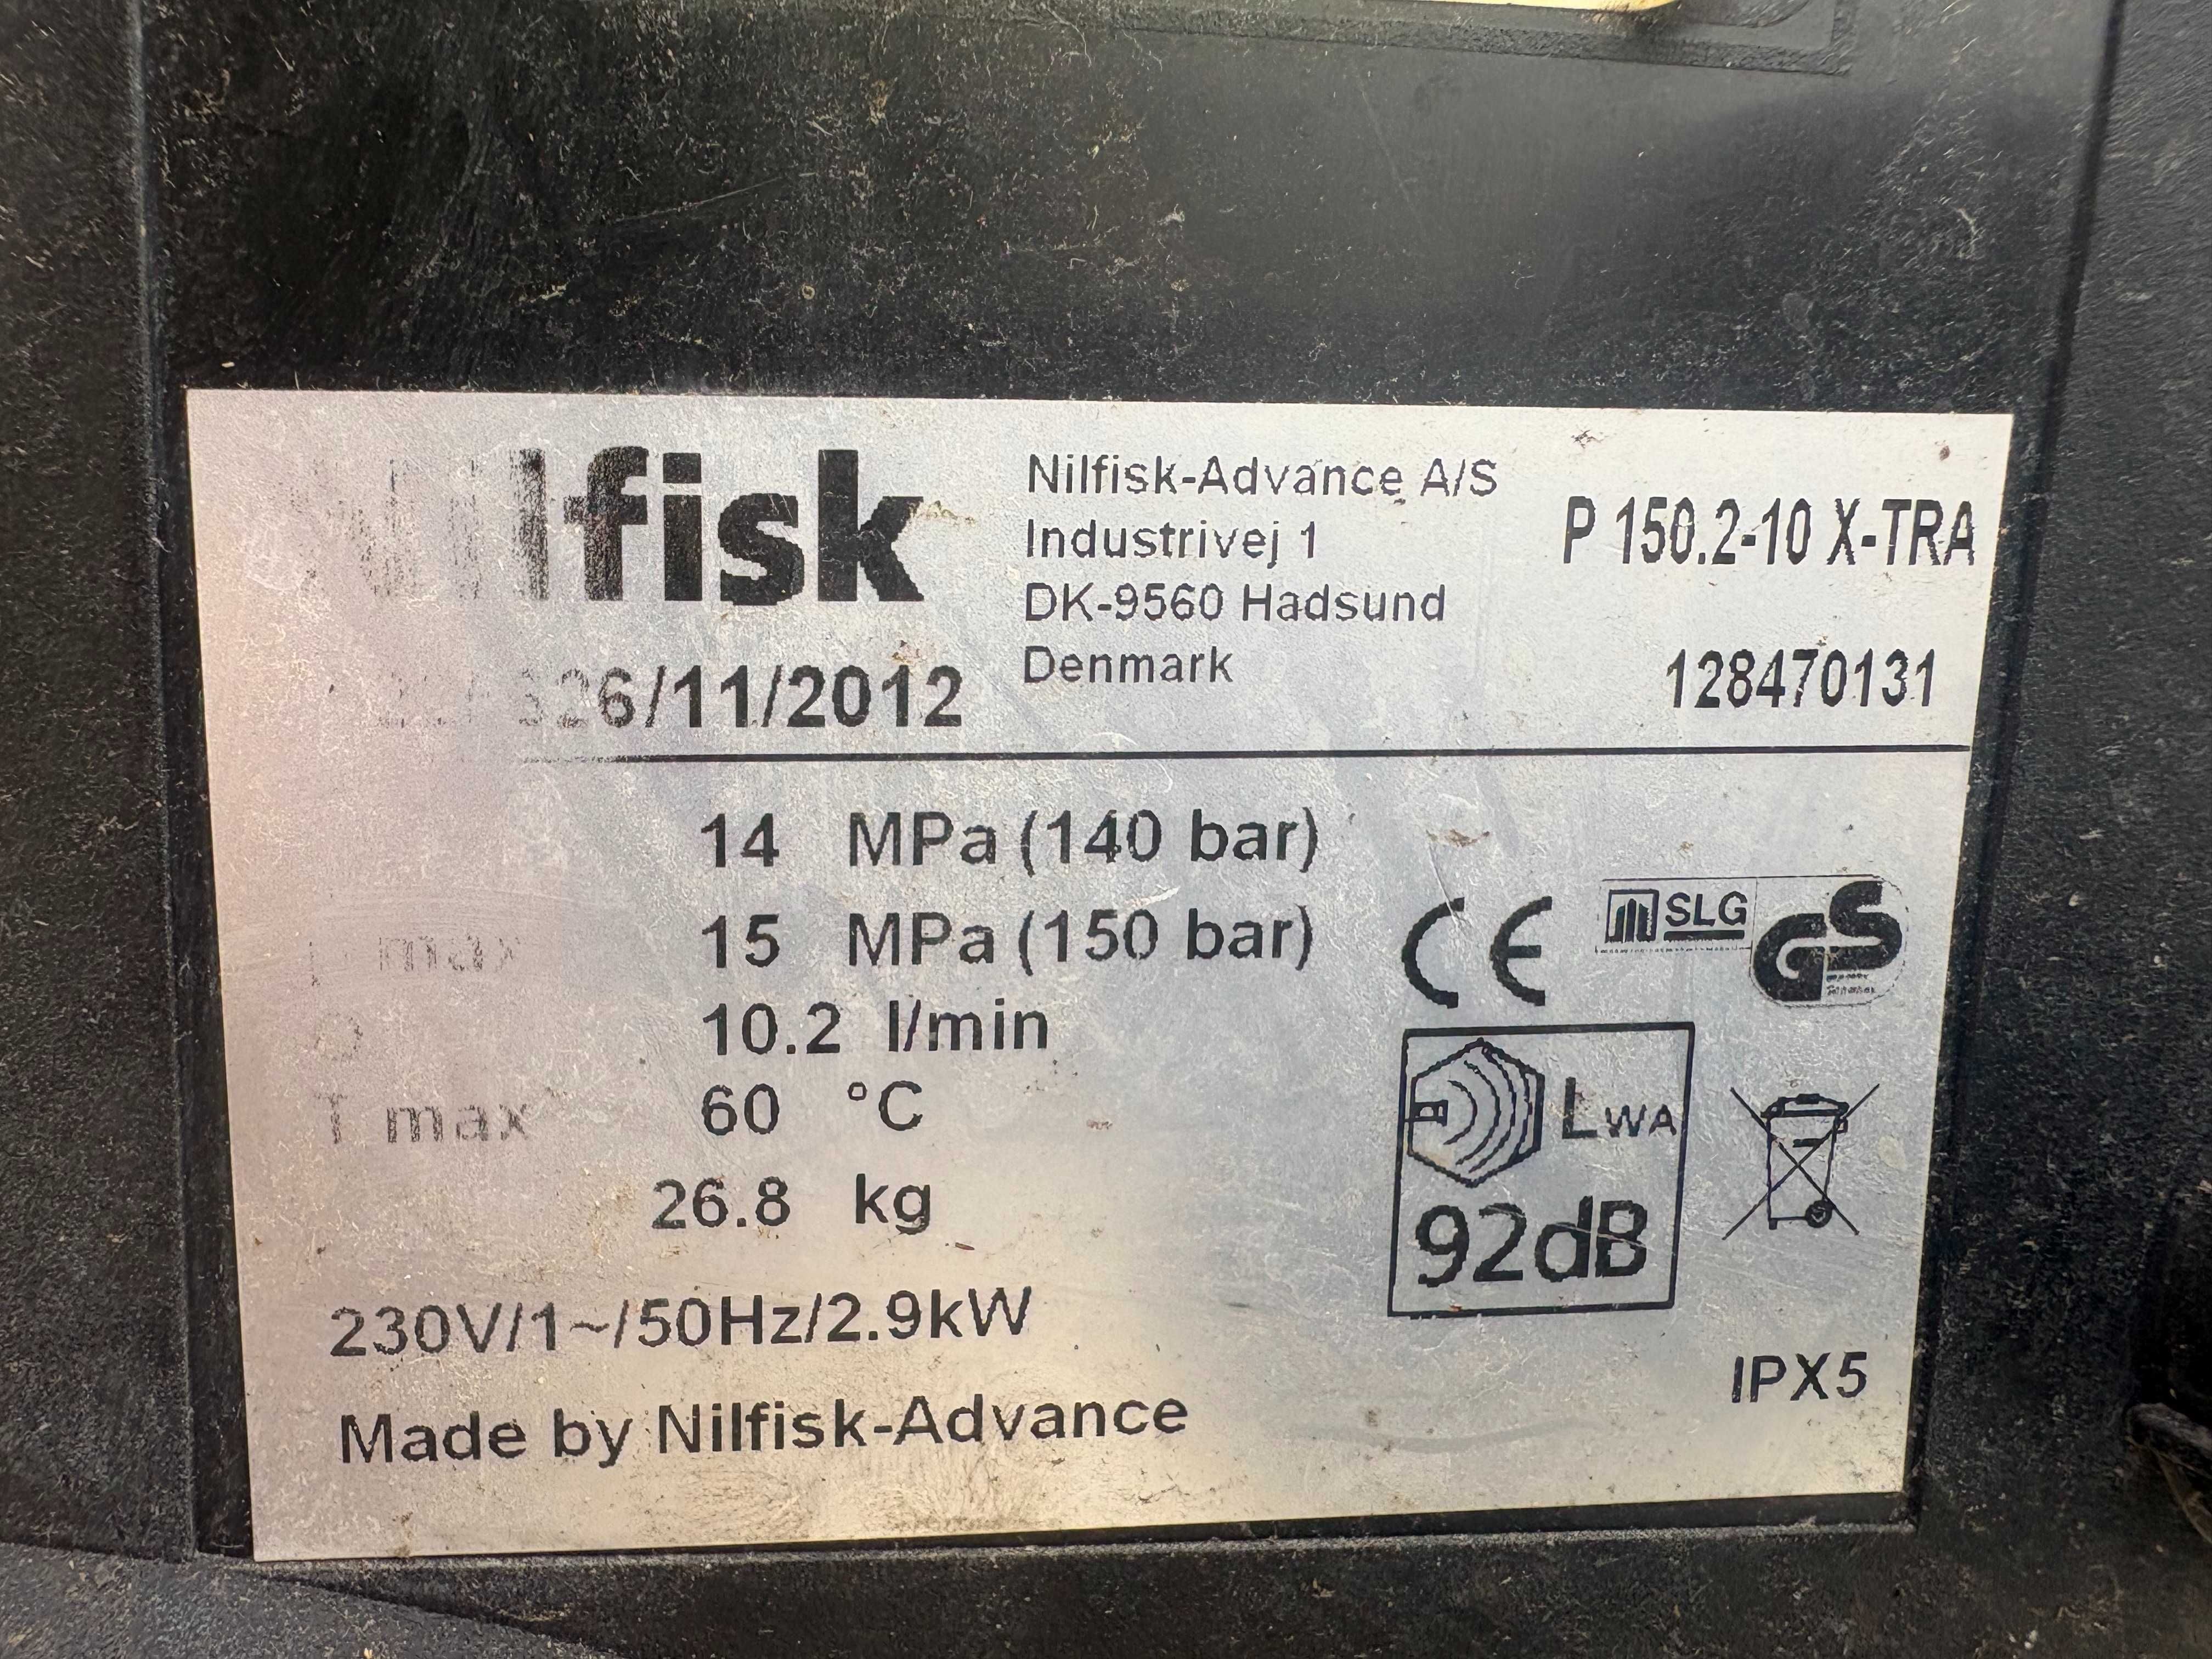 Nilfisk
Nilfisk-Advance A/S
Industrivej 1
DK-9560 Hadsund
Denmark
P 150.2-10 X-TRA
128470131
26/11/2012
14 MPa (140 bar)
p max 15 MPa (150 bar)
Q 10.2 l/min
T max 60 °C
26.8 kg
230V/1~/50Hz/2.9kW
Made by Nilfisk-Advance
CE
SLG
GS
LWA
92dB
IPX5